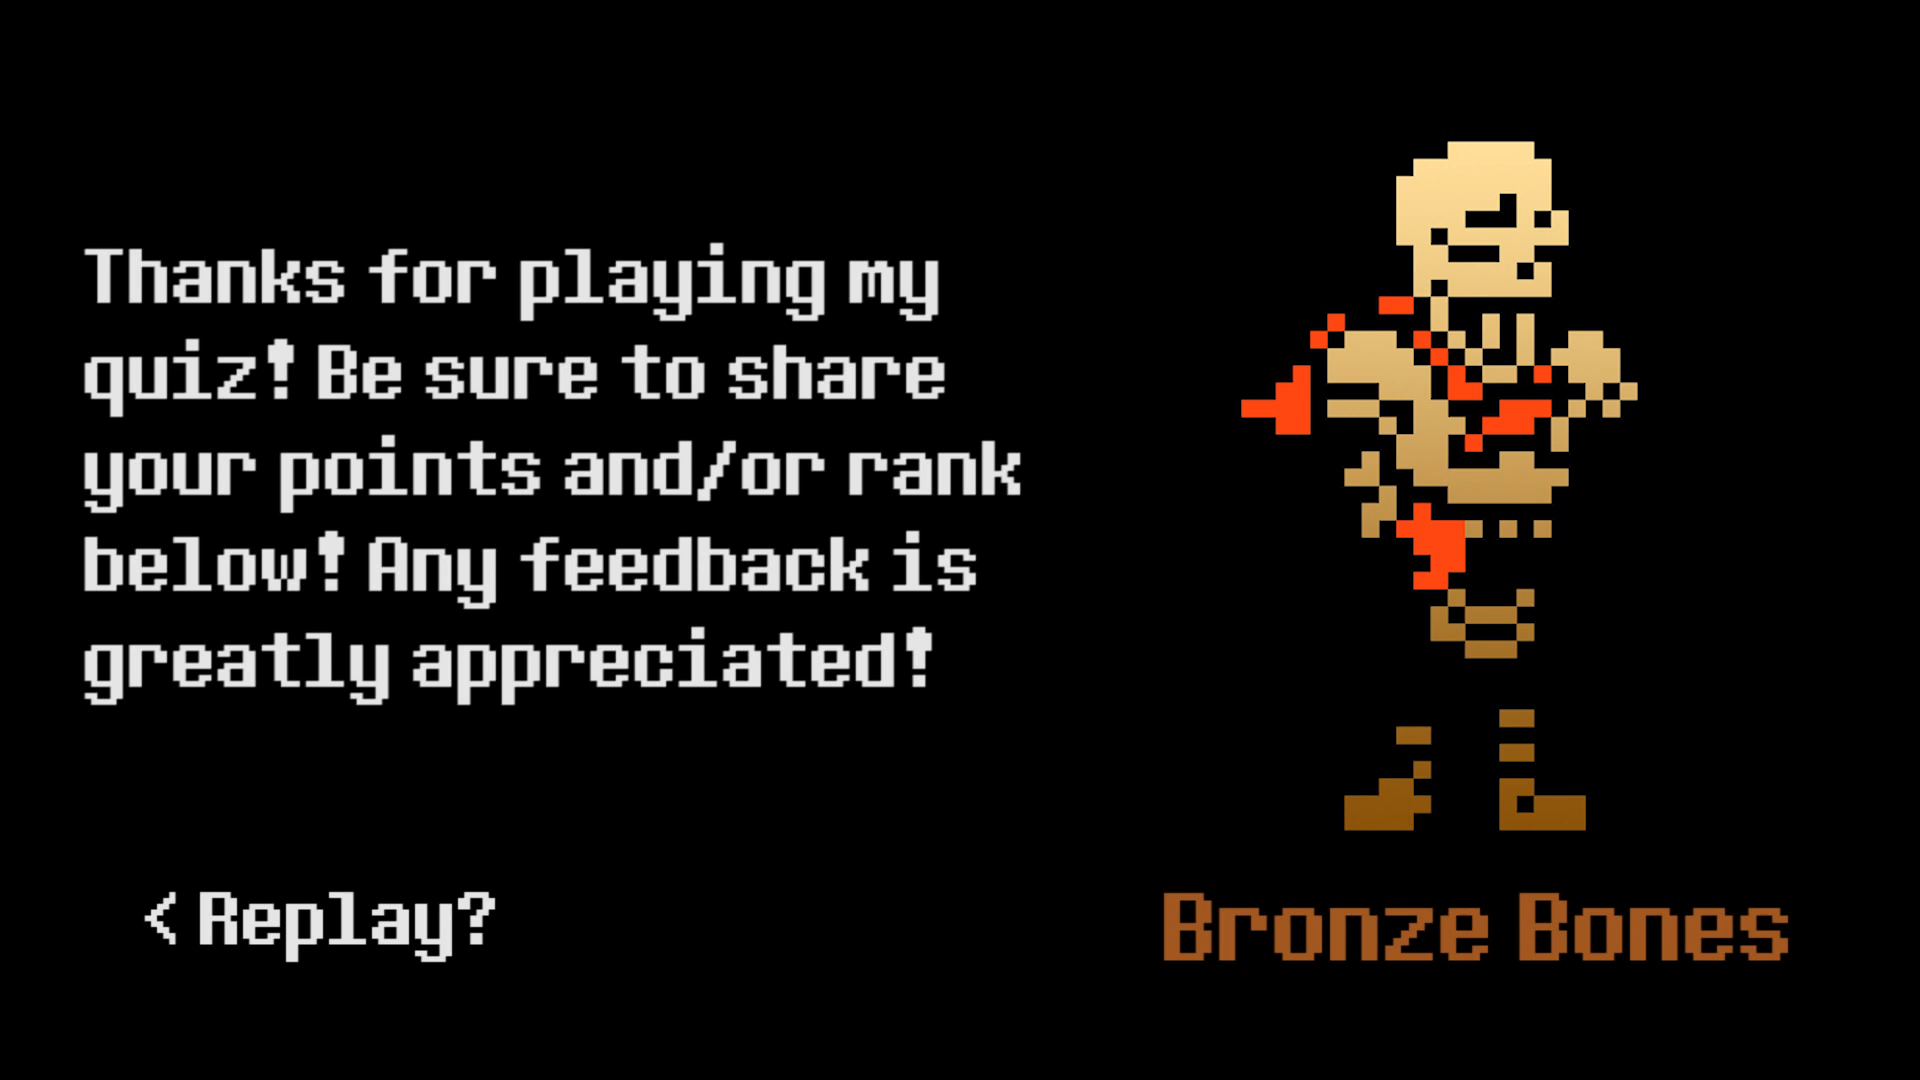 Thanks for playing my
quiz! Be sure to share
your points and/or rank
below! Any feedback is
greatly appreciated!
< Replay?
Bronze Bones